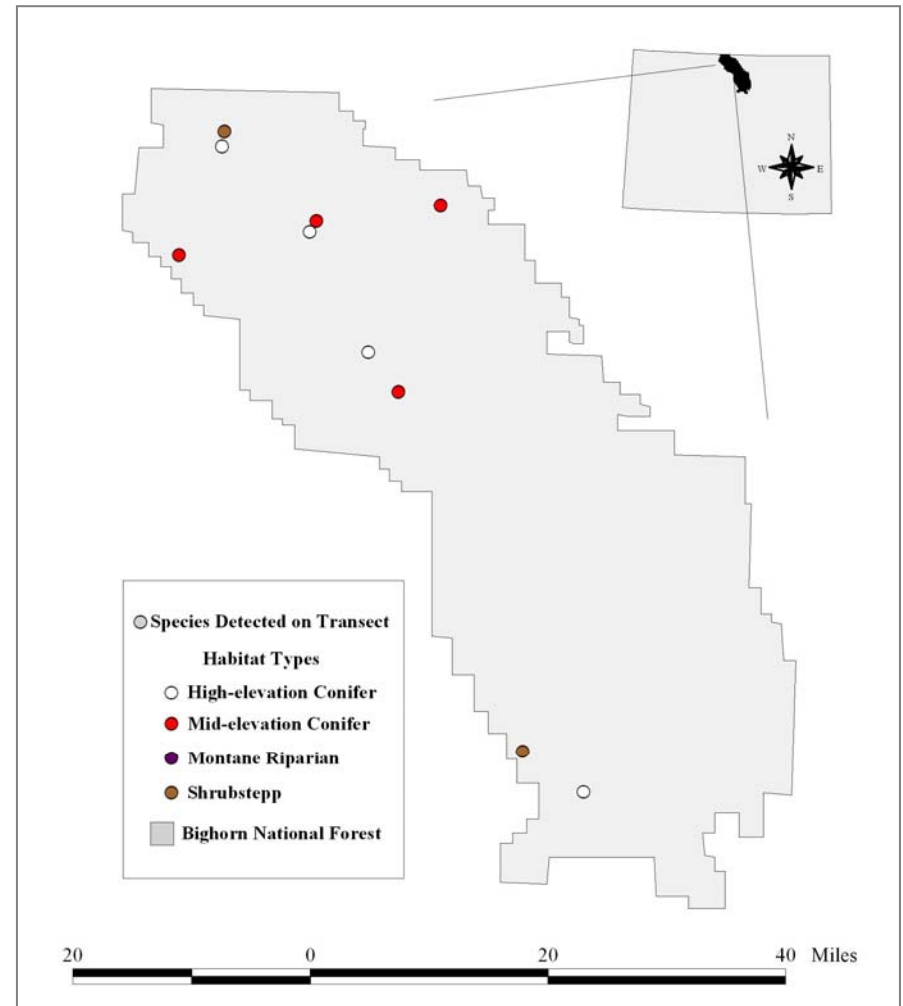 N
W E
S
Species Detected on Transect
Habitat Types
High-elevation Conifer
Mid-elevation Conifer
Montane Riparian
Shrubstepp
Bighorn National Forest
20 0 20 40 Miles